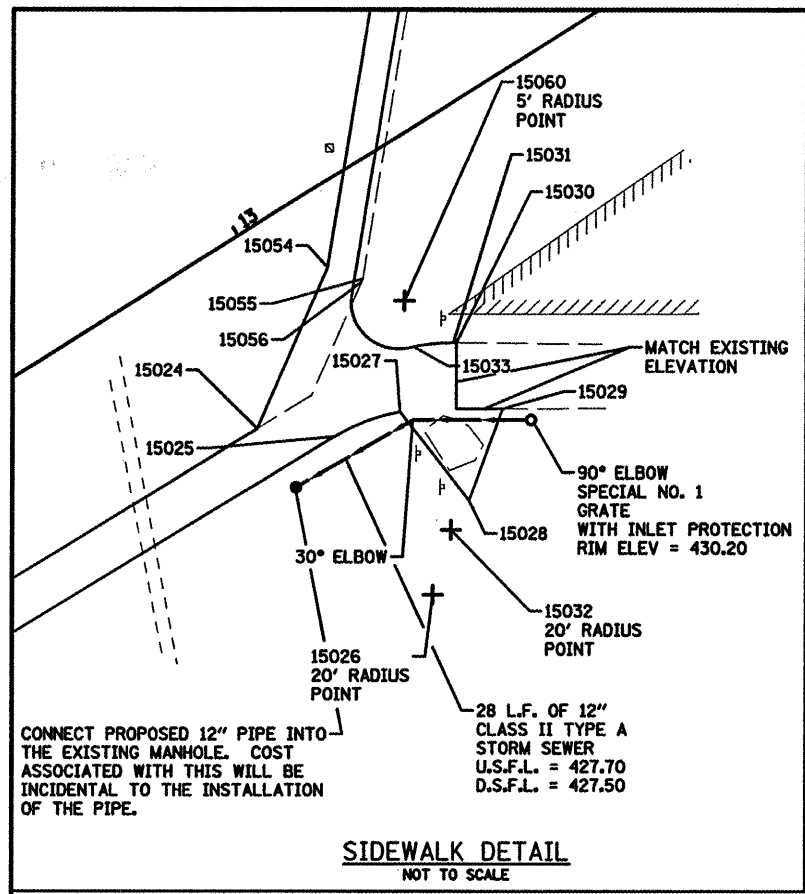 15060
5' RADIUS
POINT
15031
15030
13
15054
15055
15056
15027
15033
MATCH EXISTING
ELEVATION
15024
15029
15025
90° ELBOW
SPECIAL NO. 1
GRATE
WITH INLET PROTECTION
RIM ELEV = 430.20
15028
30° ELBOW
15032
20' RADIUS
POINT
15026
20' RADIUS
POINT
28 L.F. OF 12"
CLASS II TYPE A
STORM SEWER
U.S.F.L. = 427.70
D.S.F.L. = 427.50
CONNECT PROPOSED 12" PIPE INTO
THE EXISTING MANHOLE. COST
ASSOCIATED WITH THIS WILL BE
INCIDENTAL TO THE INSTALLATION
OF THE PIPE.
SIDEWALK DETAIL
NOT TO SCALE